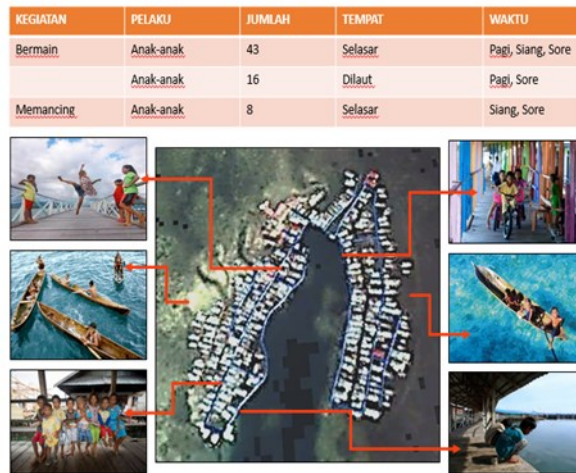 KEGIATAN PELAKU JUMLAH TEMPAT WAKTU
Bermain Anak-anak 43 Selasar Pagi, Siang, Sore
Anak-anak 16 Dilaut Pagi, Sore
Memancing Anak-anak 8 Selasar Siang, Sore